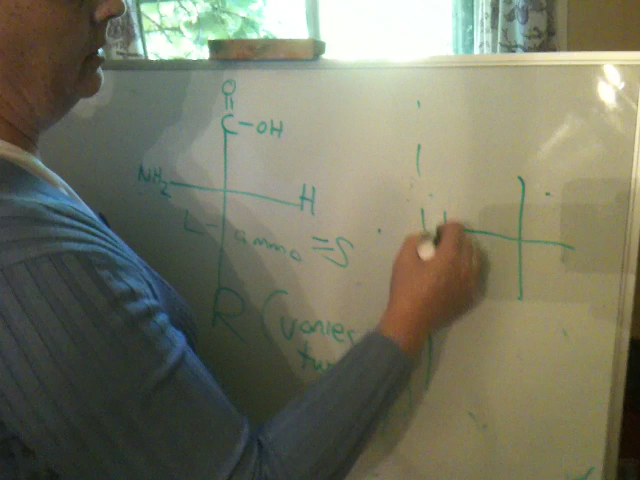 O
C-OH
NH2 H
L- amino =S
R (varies